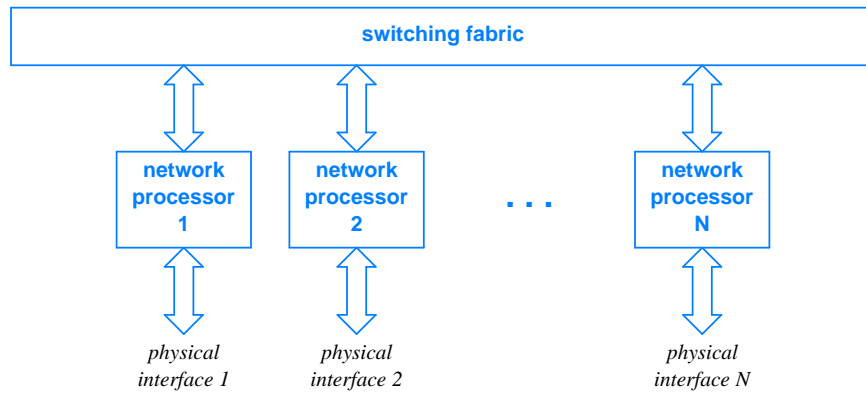 switching fabric
network
processor
1
network
processor
2
. . .
network
processor
N
physical
interface 1
physical
interface 2
physical
interface N